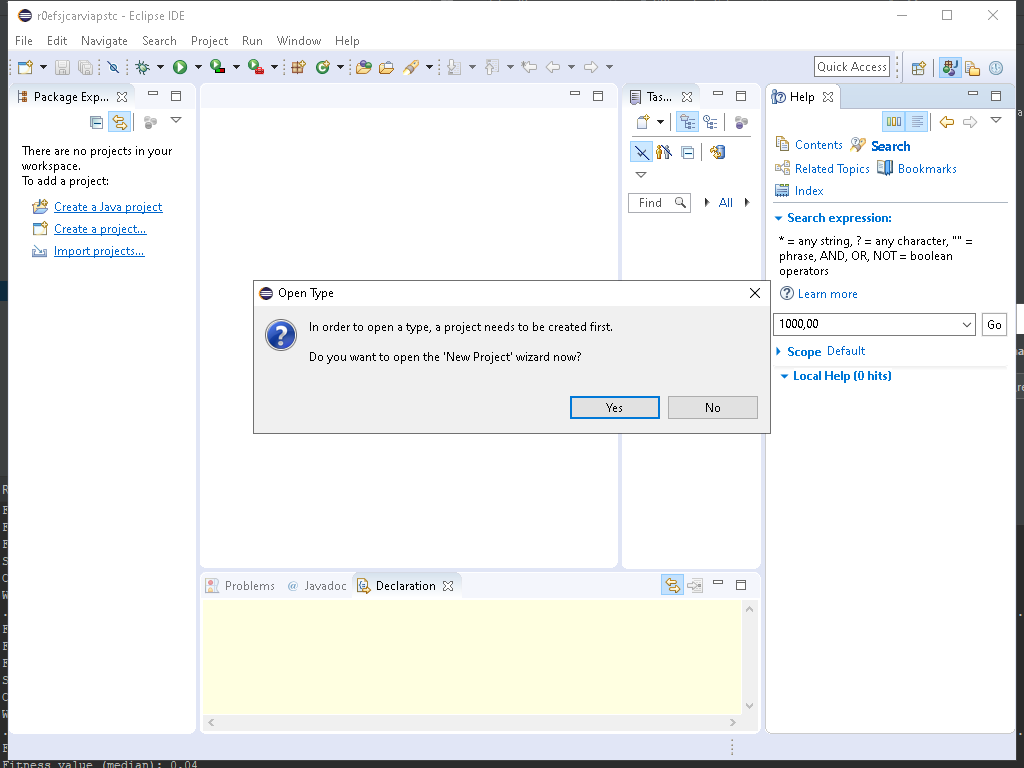 r0efsjcarviapstc - Eclipse IDE
File Edit Navigate Search Project Run Window Help
Quick Access
Package Exp...
There are no projects in your
workspace.
To add a project:
Create a Java project
Create a project...
Import projects...
Tas...
Find
All
Help
Contents Search
Related Topics Bookmarks
Index
Search expression:
* = any string, ? = any character, "" =
phrase, AND, OR, NOT = boolean
operators
Learn more
1000,00 Go
Scope Default
Local Help (0 hits)
Open Type
In order to open a type, a project needs to be created first.
Do you want to open the 'New Project' wizard now?
Yes No
Problems @ Javadoc Declaration
Fitness value (median): 0.04